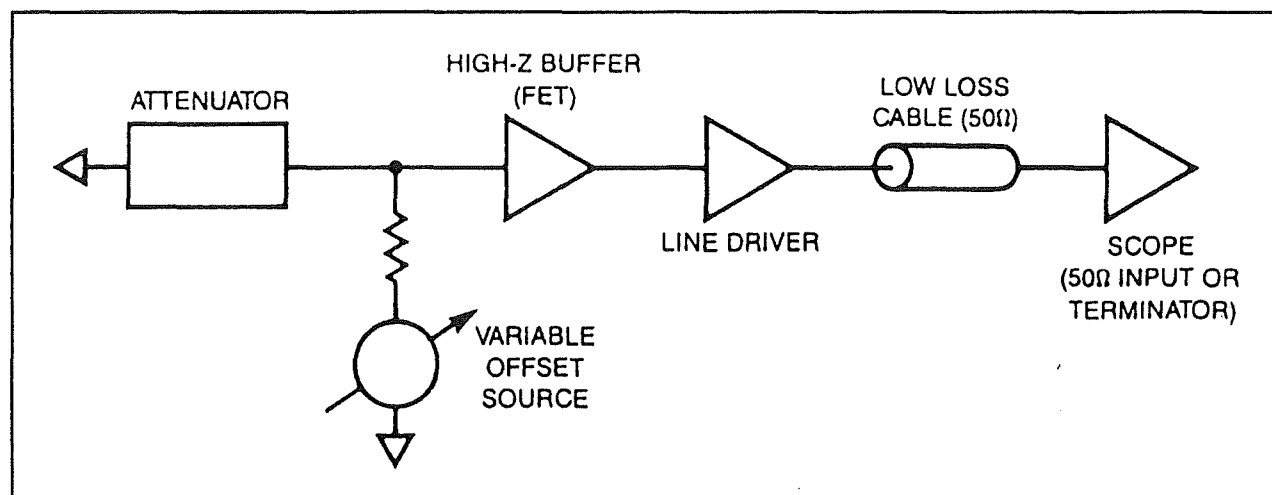 ATTENUATOR
HIGH-Z BUFFER
(FET)
LINE DRIVER
LOW LOSS
CABLE (50Ω)
SCOPE
(50Ω INPUT OR
TERMINATOR)
VARIABLE
OFFSET
SOURCE